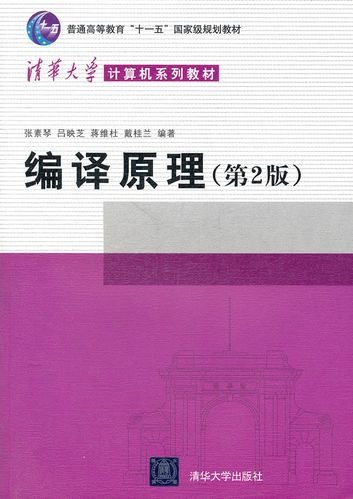 十一五
普通高等教育“十一五”国家级规划教材
清华大学 计算机系列教材
张素琴 吕映芝 蒋维杜 戴桂兰 编著
编译原理(第2版)
清华大学出版社